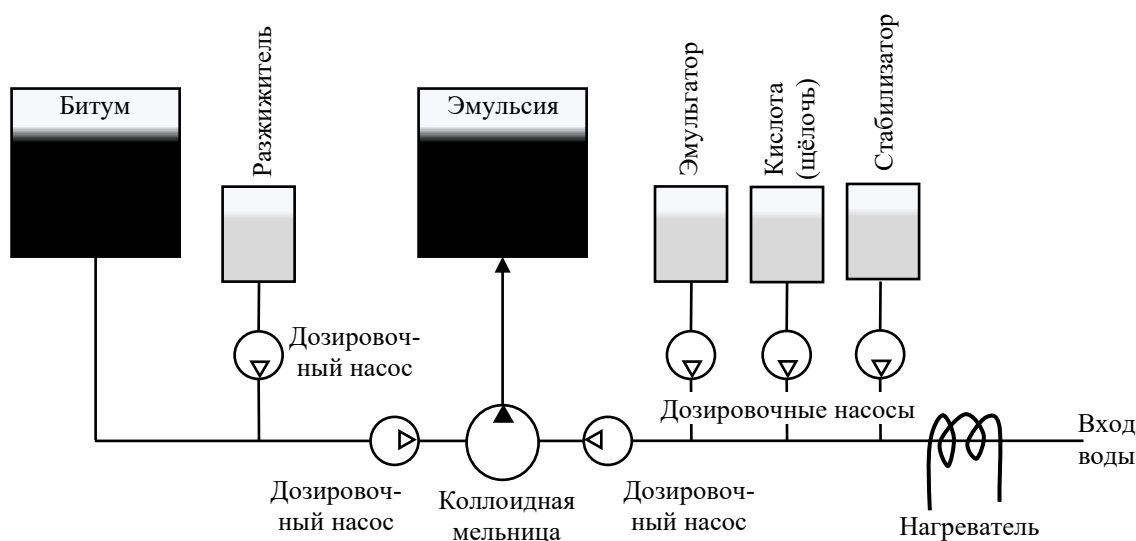 Битум
Разжижитель
Эмульсия
Эмульгатор
Кислота
(щёлочь)
Стабилизатор
Дозировоч-
ный насос
Дозировочные насосы
Вход
воды
Дозировоч-
ный насос
Коллоидная
мельница
Дозировоч-
ный насос
Нагреватель